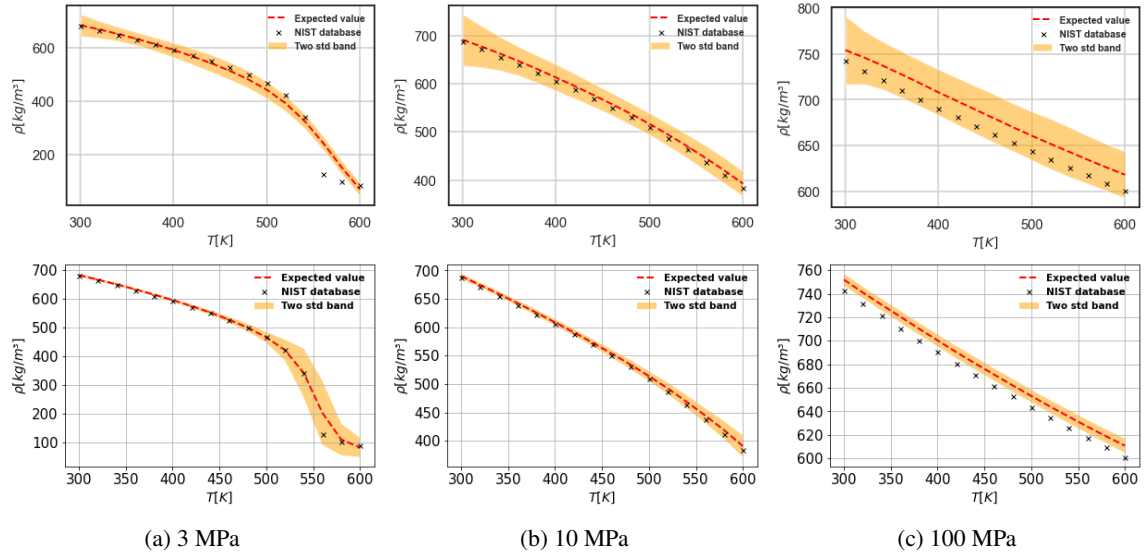 Expected value
NIST database
Two std band
600
400
200
300
400
500
600
ρ[kg/m³]
T[K]
Expected value
NIST database
Two std band
700
600
500
400
300
400
500
600
ρ[kg/m³]
T[K]
Expected value
NIST database
Two std band
800
750
700
650
600
300
400
500
600
ρ[kg/m³]
T[K]
Expected value
NIST database
Two std band
700
600
500
400
300
200
100
300
350
400
450
500
550
600
ρ[kg/m³]
T[K]
Expected value
NIST database
Two std band
700
650
600
550
500
450
400
300
350
400
450
500
550
600
ρ[kg/m³]
T[K]
Expected value
NIST database
Two std band
760
740
720
700
680
660
640
620
600
300
350
400
450
500
550
600
ρ[kg/m³]
T[K]
(a) 3 MPa
(b) 10 MPa
(c) 100 MPa